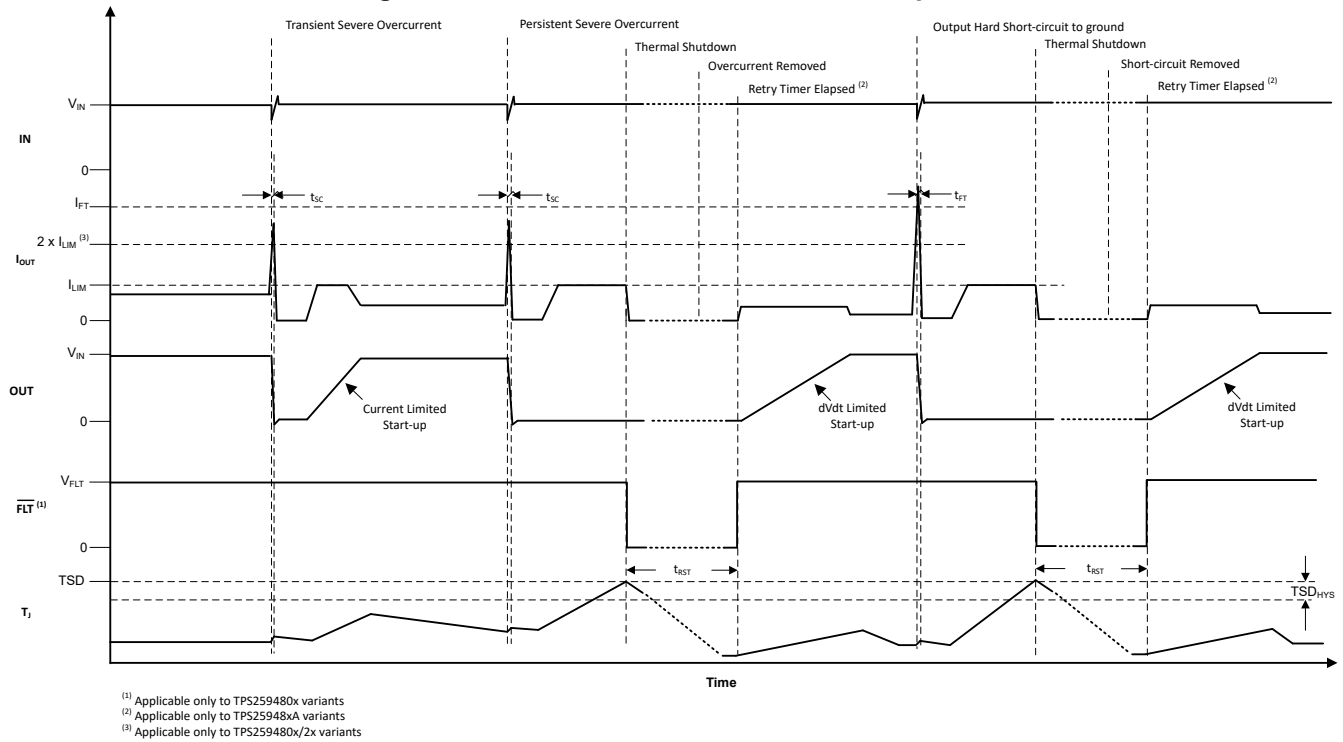 Transient Severe Overcurrent
Persistent Severe Overcurrent
Thermal Shutdown
Overcurrent Removed
Retry Timer Elapsed (2)
Output Hard Short-circuit to ground
Thermal Shutdown
Short-circuit Removed
Retry Timer Elapsed (2)
VIN
IN
0
IFT
tSC
tSC
tFT
2 x ILIM (3)
IOUT
ILIM
0
VIN
OUT
0
Current Limited
Start-up
dVdt Limited
Start-up
dVdt Limited
Start-up
VFLT
FLT (1)
0
TSD
tRST
tRST
TSDHYS
TJ
Time
(1) Applicable only to TPS259480x variants
(2) Applicable only to TPS25948xA variants
(3) Applicable only to TPS259480x/2x variants